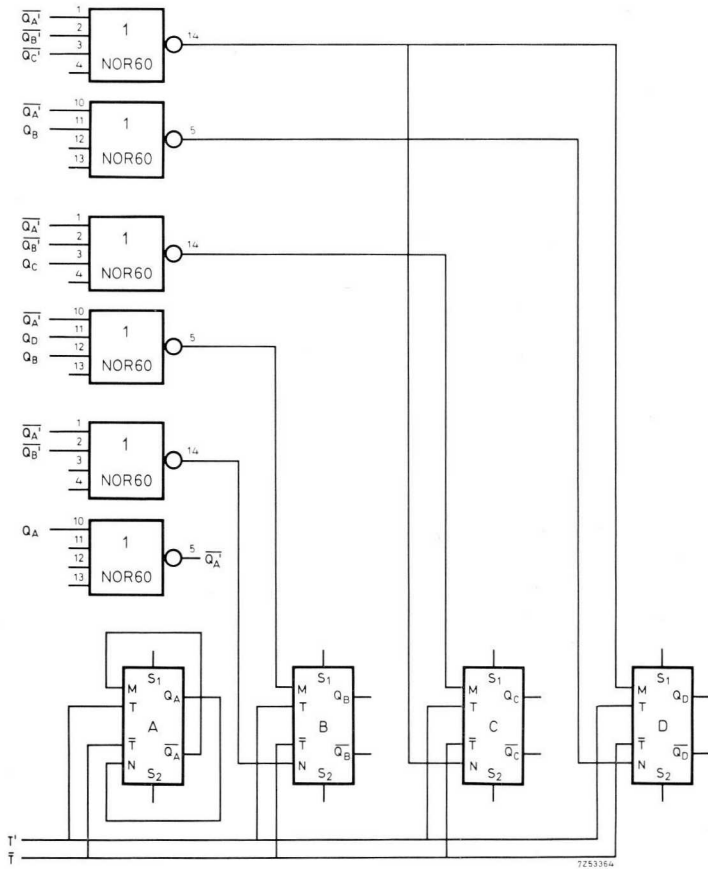 Q̅A̅'̅ 1
Q̅B̅'̅ 2
Q̅C̅'̅ 3
4
1
NOR60
14
Q̅A̅'̅ 10
QB 11
12
13
1
NOR60
5
Q̅A̅'̅ 1
Q̅B̅'̅ 2
QC 3
4
1
NOR60
14
Q̅A̅'̅ 10
QD 11
QB 12
13
1
NOR60
5
Q̅A̅'̅ 1
Q̅B̅'̅ 2
3
4
1
NOR60
14
QA 10
11
12
13
1
NOR60
5 Q̅A̅'̅
S1
M QA
T
A
T̅ Q̅A̅
N
S2
S1
M QB
T
B
T̅ Q̅B̅
N
S2
S1
M QC
T
C
T̅ Q̅C̅
N
S2
S1
M QD
T
D
T̅ Q̅D̅
N
S2
T'
T̅
7Z53364